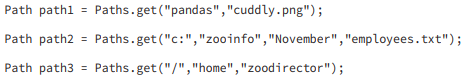 Path path1 = Paths.get("pandas","cuddly.png");
Path path2 = Paths.get("c:","zooinfo","November","employees.txt");
Path path3 = Paths.get("/","home","zoodirector");